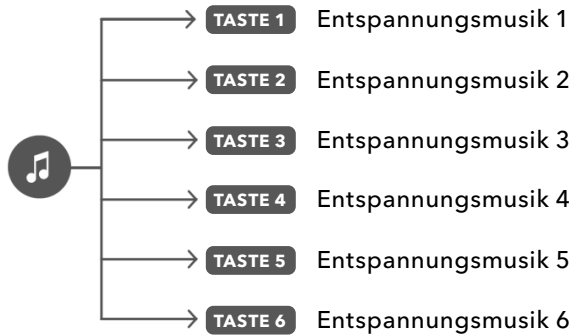 TASTE 1 Entspannungsmusik 1
TASTE 2 Entspannungsmusik 2
TASTE 3 Entspannungsmusik 3
TASTE 4 Entspannungsmusik 4
TASTE 5 Entspannungsmusik 5
TASTE 6 Entspannungsmusik 6